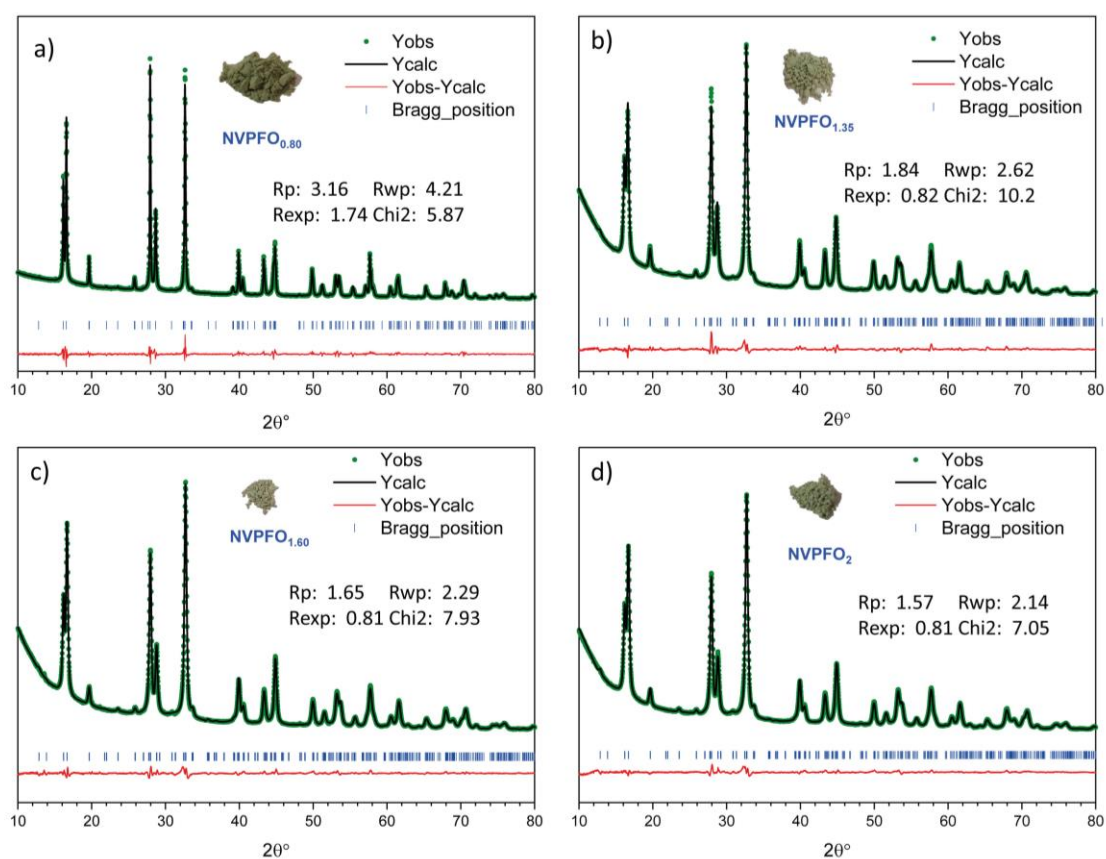 a)
Yobs
Ycalc
Yobs-Ycalc
Bragg_position
NVPFO0.80
Rp: 3.16 Rwp: 4.21
Rexp: 1.74 Chi2: 5.87
10 20 30 40 50 60 70 80
2θ°
b)
Yobs
Ycalc
Yobs-Ycalc
Bragg_position
NVPFO1.35
Rp: 1.84 Rwp: 2.62
Rexp: 0.82 Chi2: 10.2
10 20 30 40 50 60 70 80
2θ°
c)
Yobs
Ycalc
Yobs-Ycalc
Bragg_position
NVPFO1.60
Rp: 1.65 Rwp: 2.29
Rexp: 0.81 Chi2: 7.93
10 20 30 40 50 60 70 80
2θ°
d)
Yobs
Ycalc
Yobs-Ycalc
Bragg_position
NVPFO2
Rp: 1.57 Rwp: 2.14
Rexp: 0.81 Chi2: 7.05
10 20 30 40 50 60 70 80
2θ°